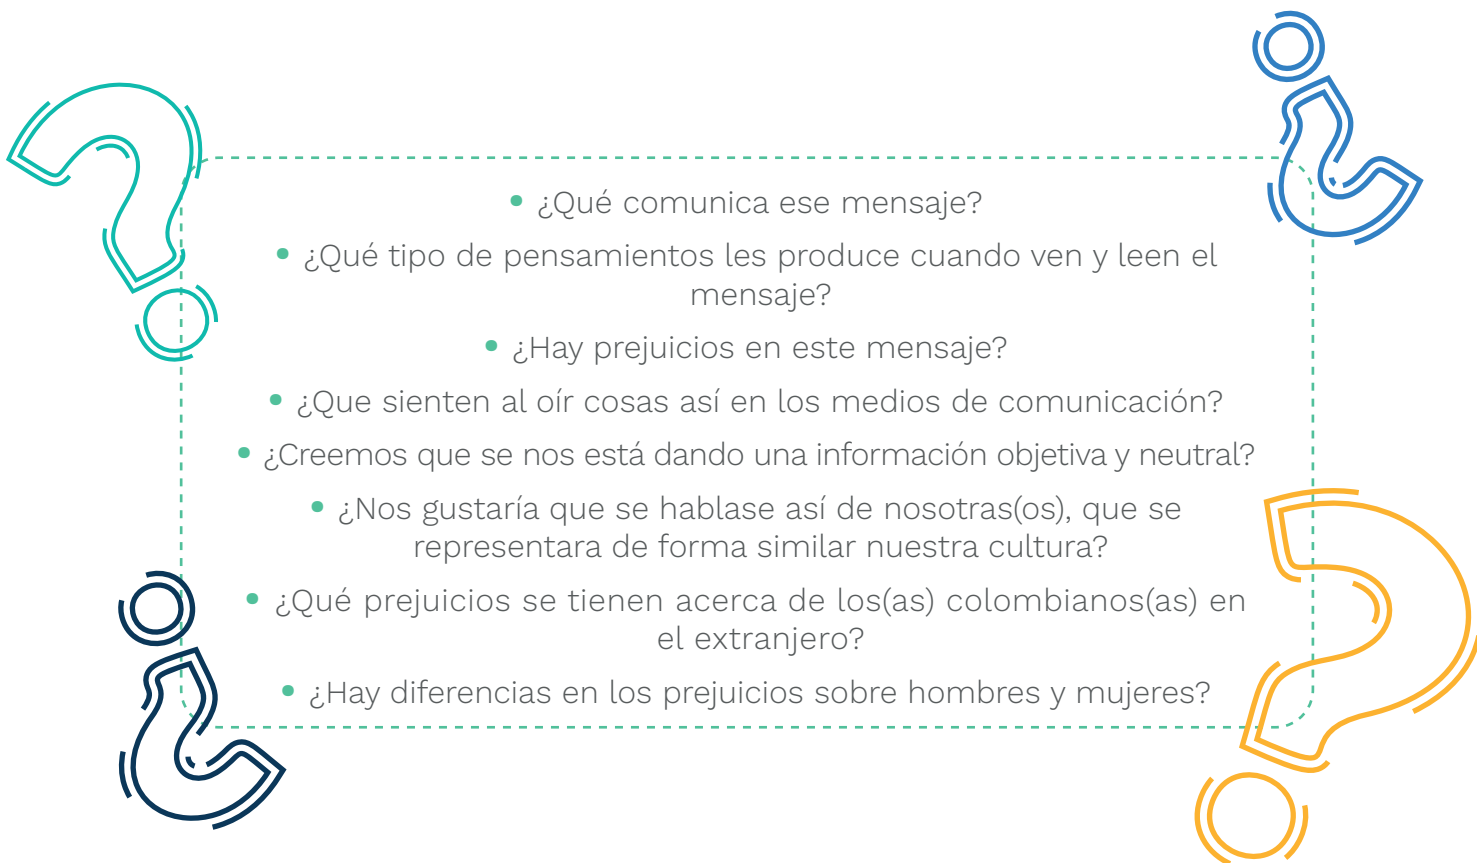 • ¿Qué comunica ese mensaje?
• ¿Qué tipo de pensamientos les produce cuando ven y leen el
mensaje?
• ¿Hay prejuicios en este mensaje?
• ¿Que sienten al oír cosas así en los medios de comunicación?
• ¿Creemos que se nos está dando una información objetiva y neutral?
• ¿Nos gustaría que se hablase así de nosotras(os), que se
representara de forma similar nuestra cultura?
• ¿Qué prejuicios se tienen acerca de los(as) colombianos(as) en
el extranjero?
• ¿Hay diferencias en los prejuicios sobre hombres y mujeres?